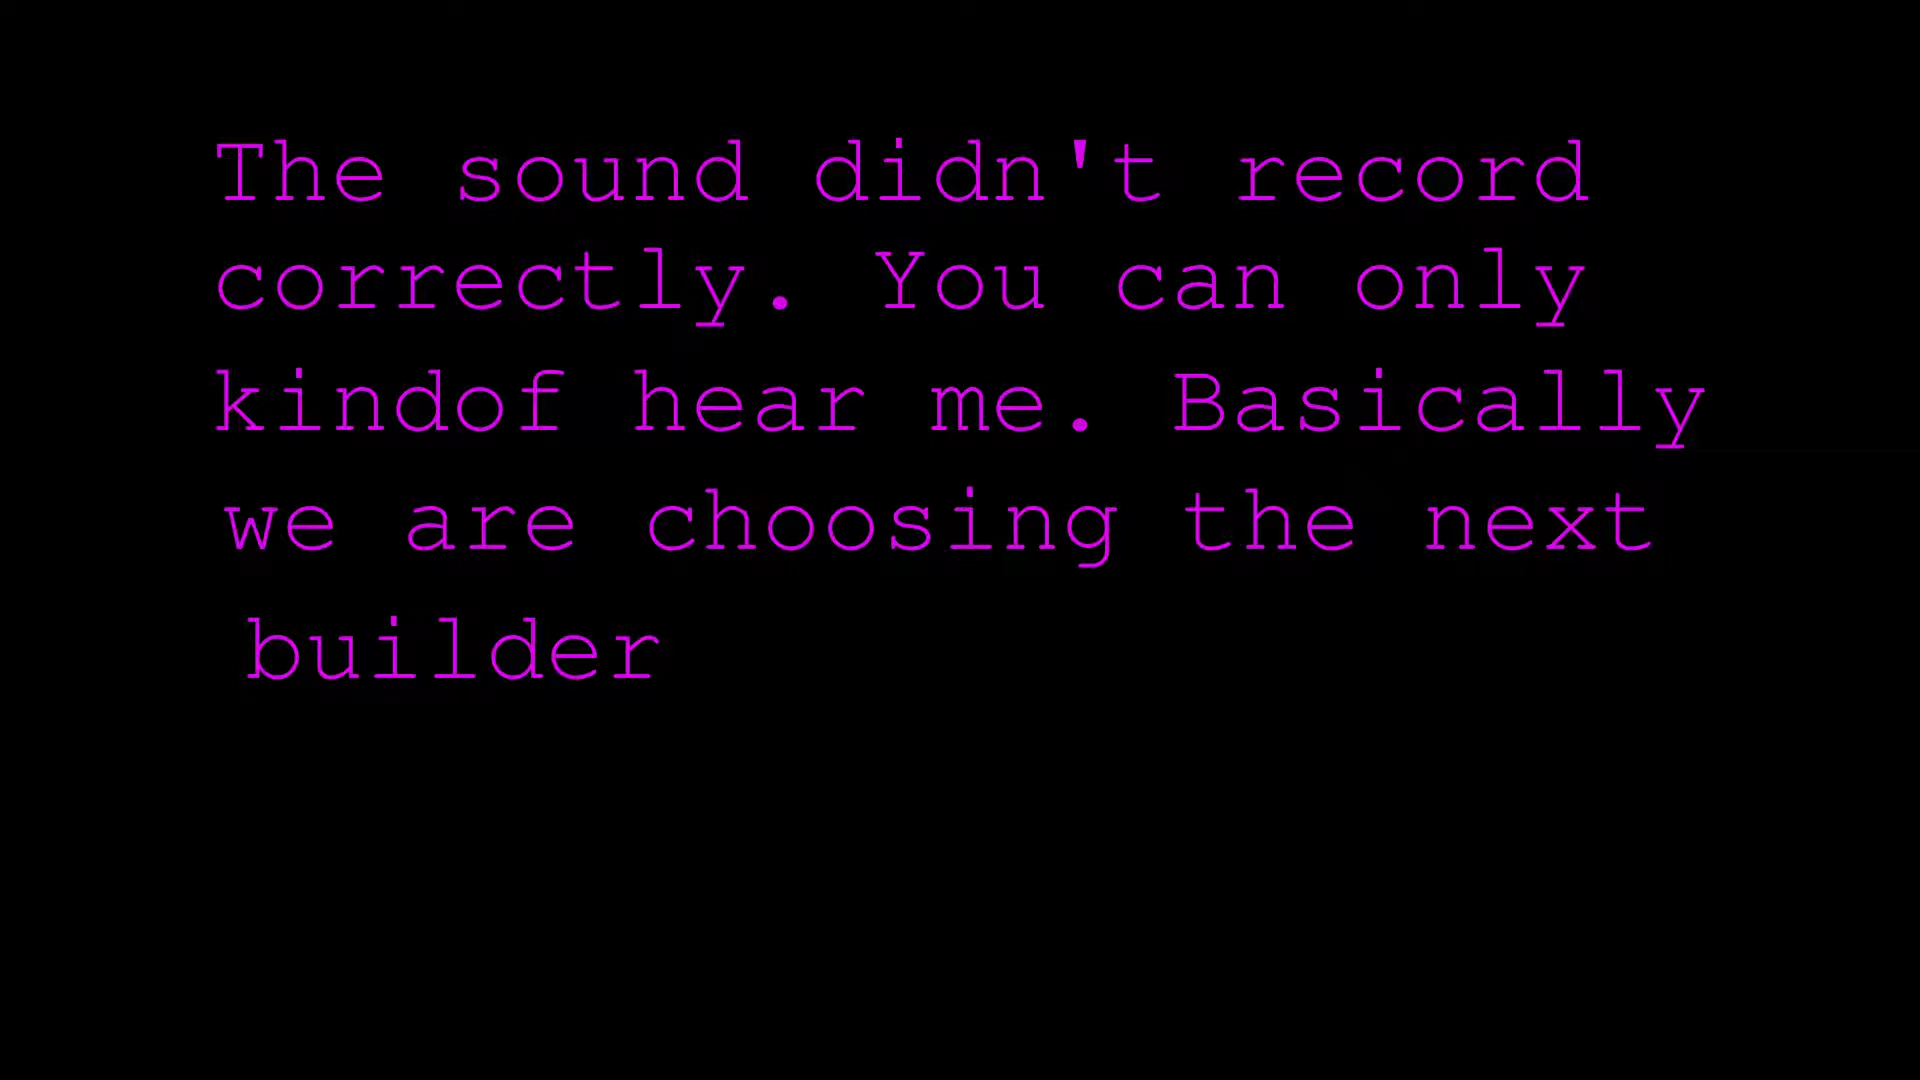 The sound didn't record
correctly. You can only
kindof hear me. Basically
we are choosing the next
builder